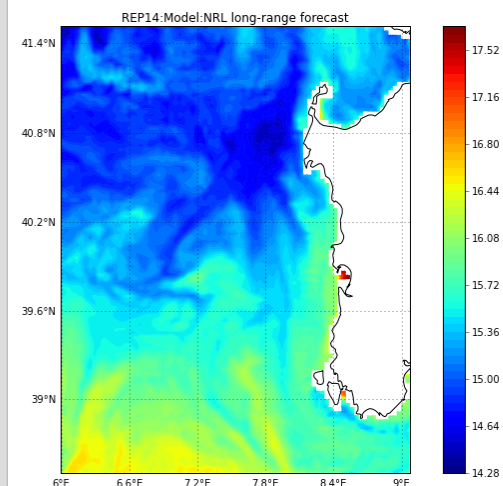 REP14:Model:NRL long-range forecast
41.4°N
40.8°N
40.2°N
39.6°N
39°N
6°E 6.6°E 7.2°E 7.8°E 8.4°E 9°E
17.52
17.16
16.80
16.44
16.08
15.72
15.36
15.00
14.64
14.28